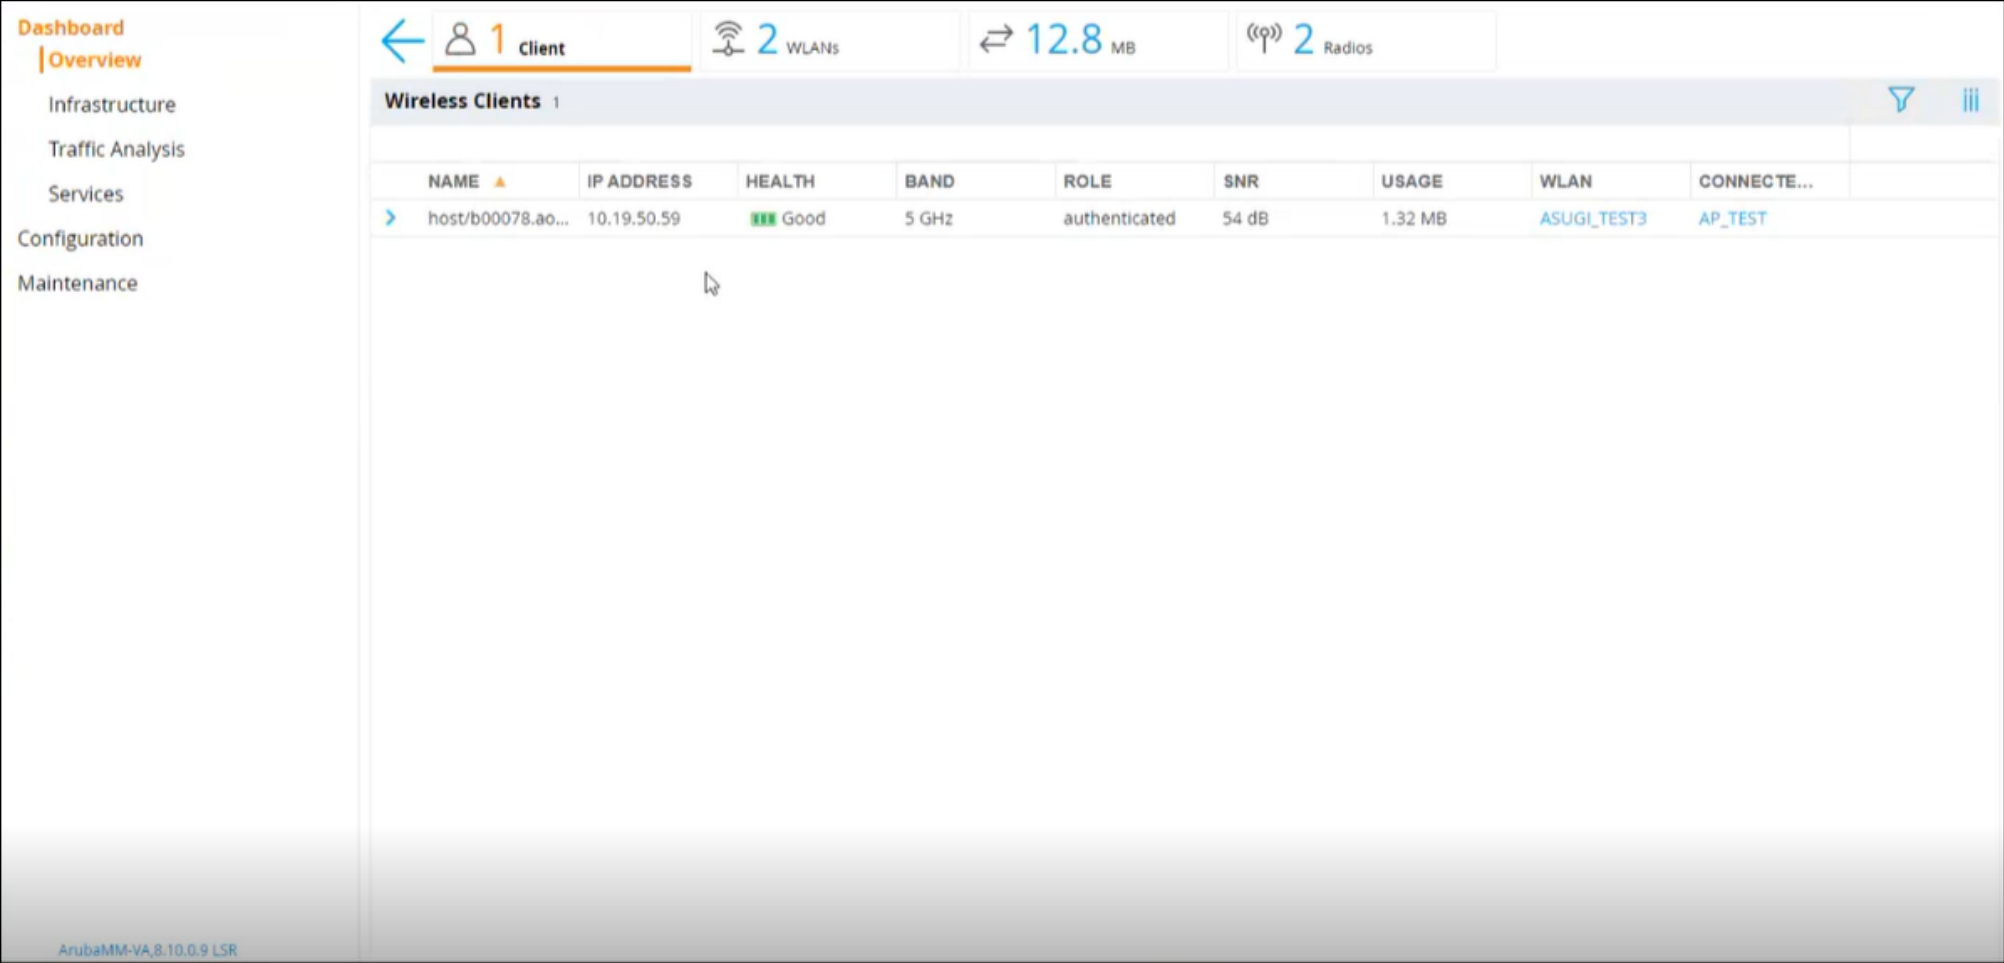 Dashboard
Overview
Infrastructure
Traffic Analysis
Services
Configuration
Maintenance
1 Client
2 WLANs
12.8 MB
2 Radios
Wireless Clients 1
NAME IP ADDRESS HEALTH BAND ROLE SNR USAGE WLAN CONNECTE...
host/b00078.ao... 10.19.50.59 Good 5 GHz authenticated 54 dB 1.32 MB ASUGI_TEST3 AP_TEST
ArubaMM-VA,8.10.0.9 LSR